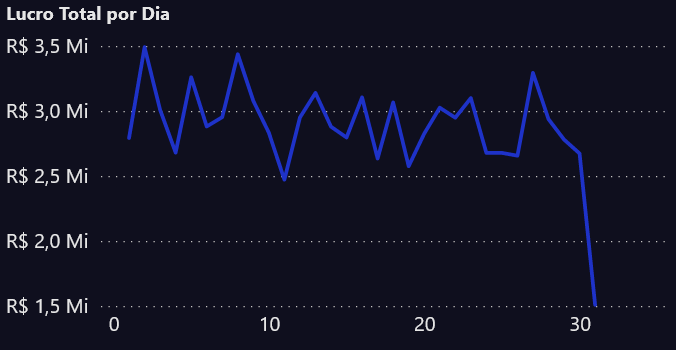 Lucro Total por Dia
R$ 3,5 Mi
R$ 3,0 Mi
R$ 2,5 Mi
R$ 2,0 Mi
R$ 1,5 Mi
0 10 20 30